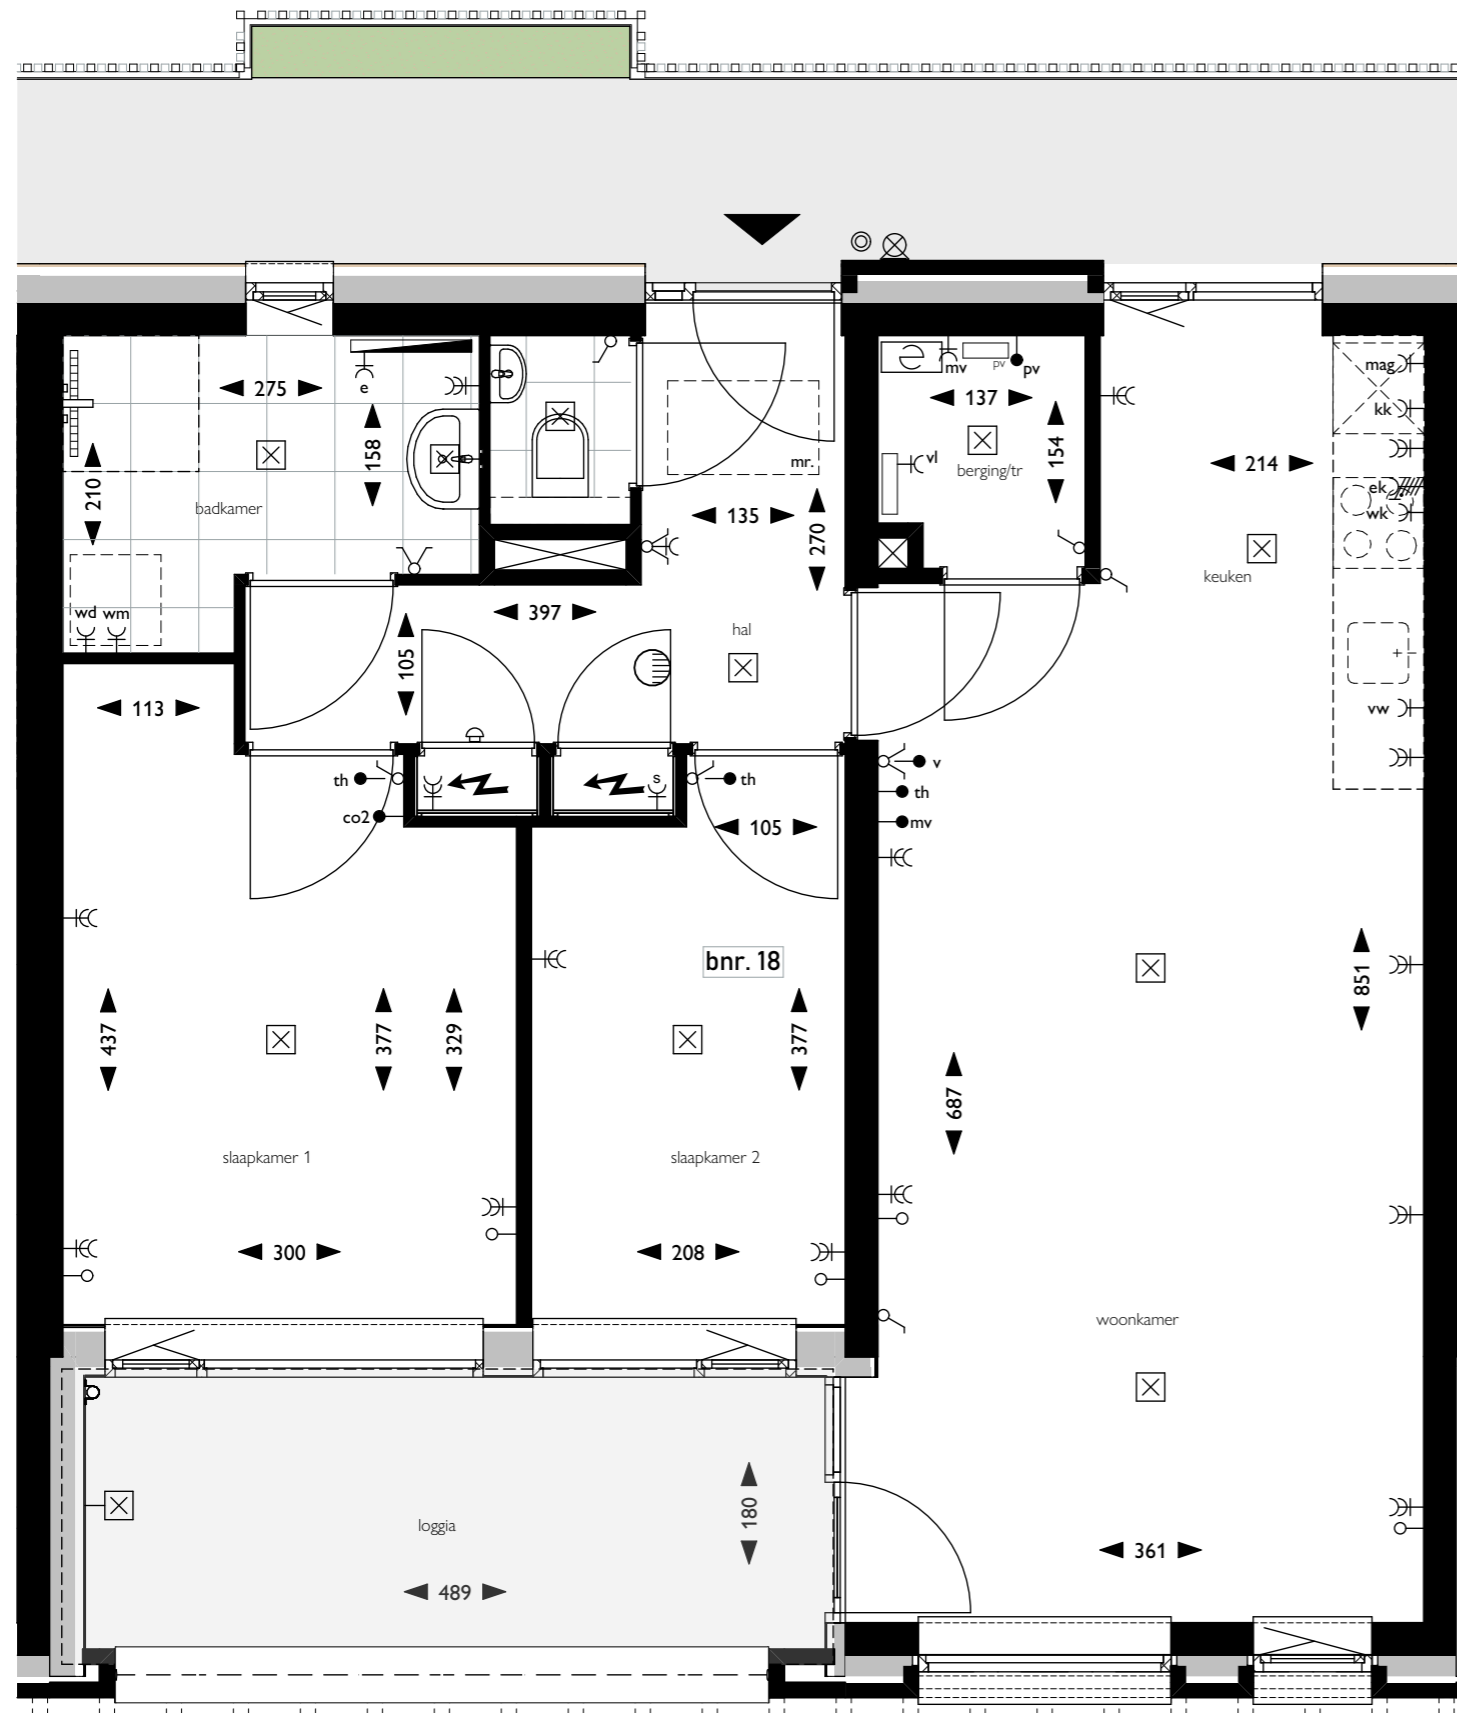 275
e
158
210
badkamer
wd wm
mr.
135
270
397
hal
105
mv
pv
pv
137
154
vl
berging/tr
214
keuken
mag
kk
ek
wk
vw
113
th
co2
s
th
105
v
th
mv
bnr. 18
437
377
329
377
851
687
slaapkamer 1
slaapkamer 2
300
208
woonkamer
loggia
180
489
361